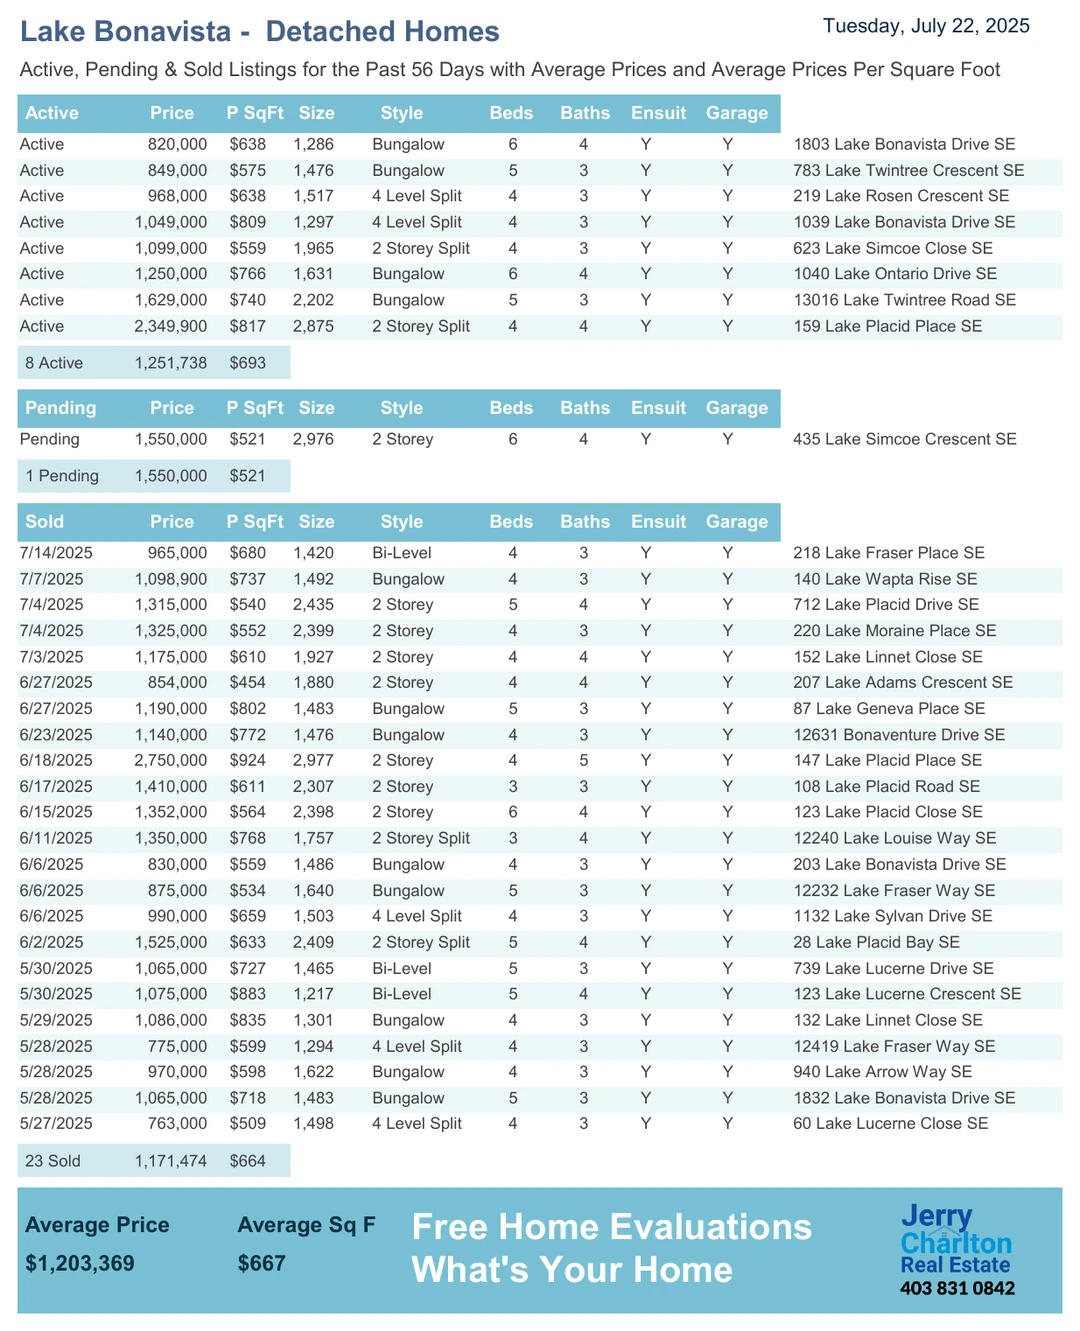 Lake Bonavista - Detached Homes
Tuesday, July 22, 2025
Active, Pending & Sold Listings for the Past 56 Days with Average Prices and Average Prices Per Square Foot
Active Price P SqFt Size Style Beds Baths Ensuit Garage
Active 820,000 $638 1,286 Bungalow 6 4 Y Y 1803 Lake Bonavista Drive SE
Active 849,000 $575 1,476 Bungalow 5 3 Y Y 783 Lake Twintree Crescent SE
Active 968,000 $638 1,517 4 Level Split 4 3 Y Y 219 Lake Rosen Crescent SE
Active 1,049,000 $809 1,297 4 Level Split 4 3 Y Y 1039 Lake Bonavista Drive SE
Active 1,099,000 $559 1,965 2 Storey Split 4 3 Y Y 623 Lake Simcoe Close SE
Active 1,250,000 $766 1,631 Bungalow 6 4 Y Y 1040 Lake Ontario Drive SE
Active 1,629,000 $740 2,202 Bungalow 5 3 Y Y 13016 Lake Twintree Road SE
Active 2,349,900 $817 2,875 2 Storey Split 4 4 Y Y 159 Lake Placid Place SE
8 Active 1,251,738 $693
Pending Price P SqFt Size Style Beds Baths Ensuit Garage
Pending 1,550,000 $521 2,976 2 Storey 6 4 Y Y 435 Lake Simcoe Crescent SE
1 Pending 1,550,000 $521
Sold Price P SqFt Size Style Beds Baths Ensuit Garage
7/14/2025 965,000 $680 1,420 Bi-Level 4 3 Y Y 218 Lake Fraser Place SE
7/7/2025 1,098,900 $737 1,492 Bungalow 4 3 Y Y 140 Lake Wapta Rise SE
7/4/2025 1,315,000 $540 2,435 2 Storey 5 4 Y Y 712 Lake Placid Drive SE
7/4/2025 1,325,000 $552 2,399 2 Storey 4 3 Y Y 220 Lake Moraine Place SE
7/3/2025 1,175,000 $610 1,927 2 Storey 4 4 Y Y 152 Lake Linnet Close SE
6/27/2025 854,000 $454 1,880 2 Storey 4 4 Y Y 207 Lake Adams Crescent SE
6/27/2025 1,190,000 $802 1,483 Bungalow 5 3 Y Y 87 Lake Geneva Place SE
6/23/2025 1,140,000 $772 1,476 Bungalow 4 3 Y Y 12631 Bonaventure Drive SE
6/18/2025 2,750,000 $924 2,977 2 Storey 4 5 Y Y 147 Lake Placid Place SE
6/17/2025 1,410,000 $611 2,307 2 Storey 3 3 Y Y 108 Lake Placid Road SE
6/15/2025 1,352,000 $564 2,398 2 Storey 6 4 Y Y 123 Lake Placid Close SE
6/11/2025 1,350,000 $768 1,757 2 Storey Split 3 4 Y Y 12240 Lake Louise Way SE
6/6/2025 830,000 $559 1,486 Bungalow 4 3 Y Y 203 Lake Bonavista Drive SE
6/6/2025 875,000 $534 1,640 Bungalow 5 3 Y Y 12232 Lake Fraser Way SE
6/6/2025 990,000 $659 1,503 4 Level Split 4 3 Y Y 1132 Lake Sylvan Drive SE
6/2/2025 1,525,000 $633 2,409 2 Storey Split 5 4 Y Y 28 Lake Placid Bay SE
5/30/2025 1,065,000 $727 1,465 Bi-Level 5 3 Y Y 739 Lake Lucerne Drive SE
5/30/2025 1,075,000 $883 1,217 Bi-Level 5 4 Y Y 123 Lake Lucerne Crescent SE
5/29/2025 1,086,000 $835 1,301 Bungalow 4 3 Y Y 132 Lake Linnet Close SE
5/28/2025 775,000 $599 1,294 4 Level Split 4 3 Y Y 12419 Lake Fraser Way SE
5/28/2025 970,000 $598 1,622 Bungalow 4 3 Y Y 940 Lake Arrow Way SE
5/28/2025 1,065,000 $718 1,483 Bungalow 5 3 Y Y 1832 Lake Bonavista Drive SE
5/27/2025 763,000 $509 1,498 4 Level Split 4 3 Y Y 60 Lake Lucerne Close SE
23 Sold 1,171,474 $664
Average Price Average Sq F
$1,203,369 $667
Free Home Evaluations
What's Your Home
Jerry
Charlton
Real Estate
403 831 0842